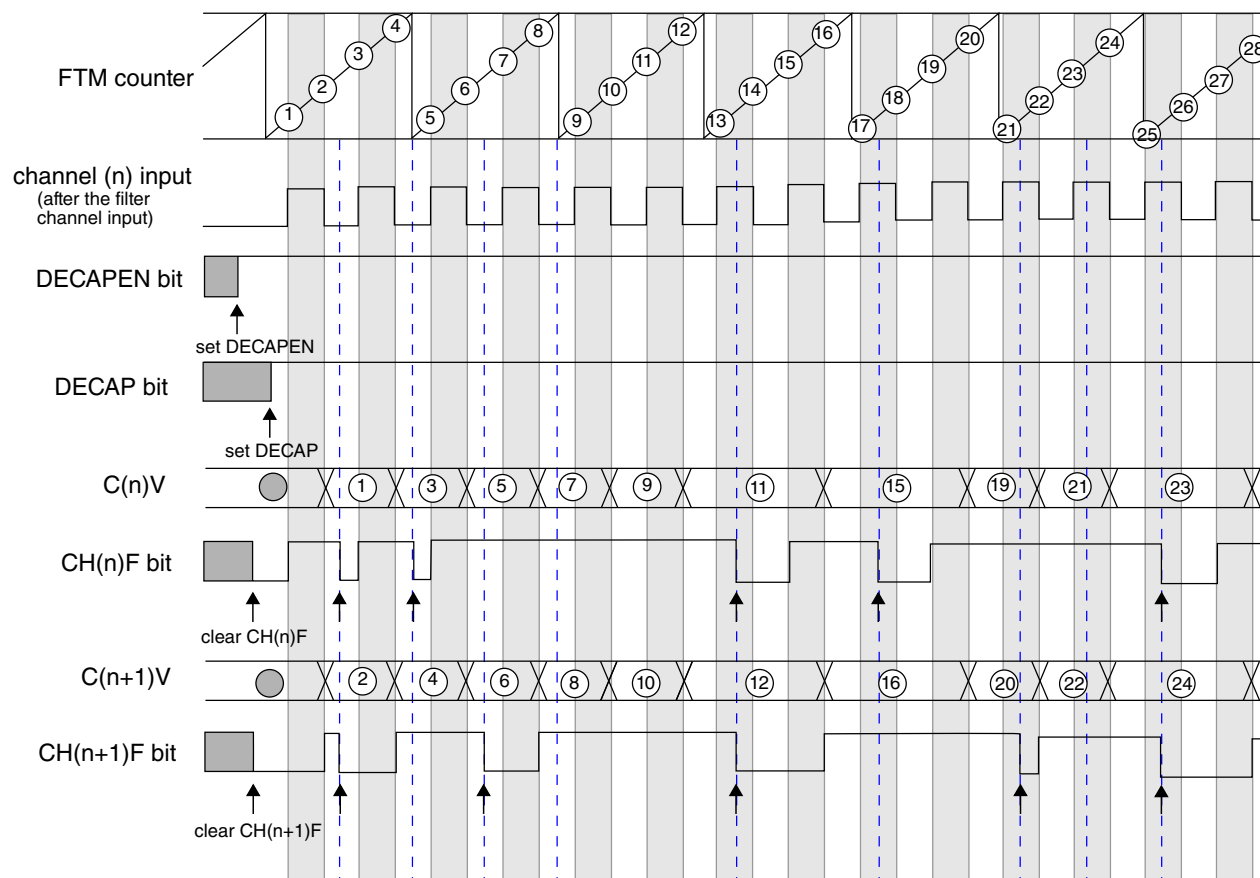 FTM counter
1 2 3 4 5 6 7 8 9 10 11 12 13 14 15 16 17 18 19 20 21 22 23 24 25 26 27 28
channel (n) input
(after the filter
channel input)
DECAPEN bit
set DECAPEN
DECAP bit
set DECAP
C(n)V
1 3 5 7 9 11 15 19 21 23
CH(n)F bit
clear CH(n)F
C(n+1)V
2 4 6 8 10 12 16 20 22 24
CH(n+1)F bit
clear CH(n+1)F